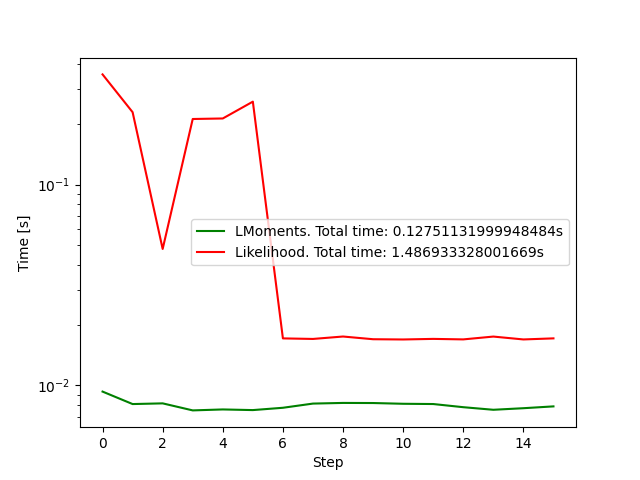 Time [s]
10⁻¹
10⁻²
LMoments. Total time: 0.12751131999948484s
Likelihood. Total time: 1.486933328001669s
0 2 4 6 8 10 12 14
Step